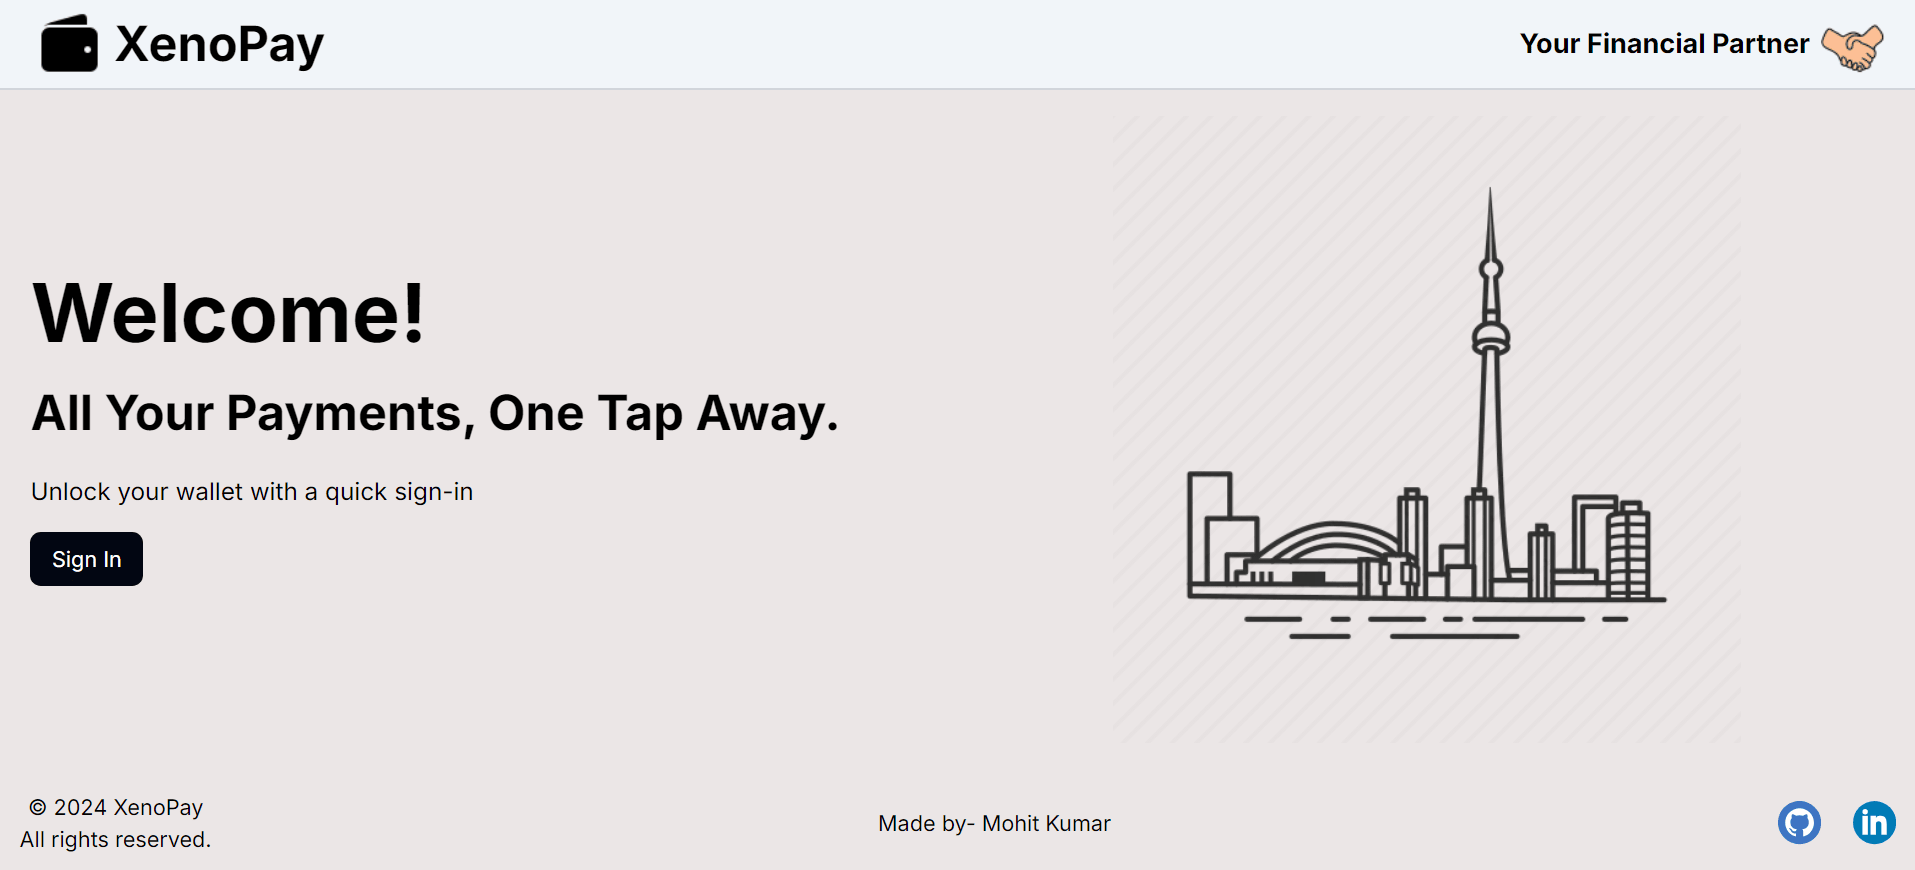 XenoPay
Your Financial Partner
Welcome!
All Your Payments, One Tap Away.
Unlock your wallet with a quick sign-in
Sign In
© 2024 XenoPay
All rights reserved.
Made by- Mohit Kumar
in